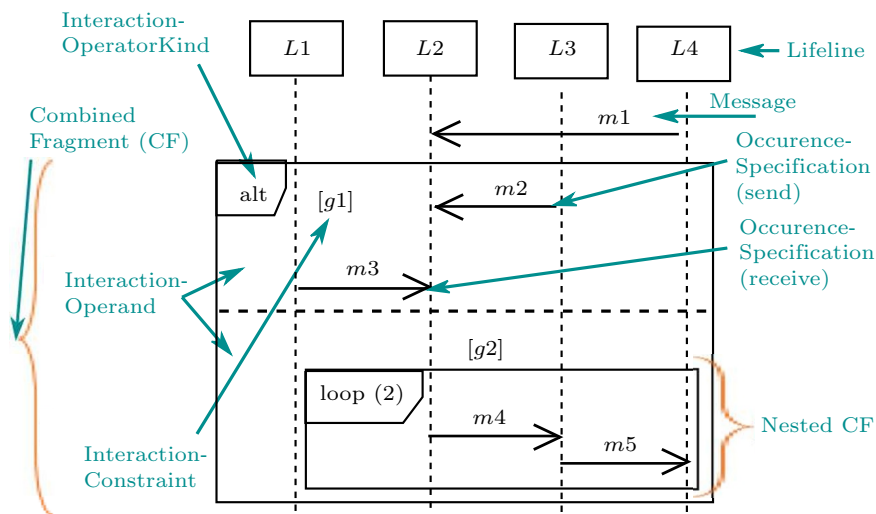 Interaction-
OperatorKind
L1
L2
L3
L4
Lifeline
Combined
Fragment (CF)
Message
m1
Occurence-
Specification
(send)
alt
[g1]
m2
Occurence-
Specification
(receive)
Interaction-
Operand
m3
[g2]
loop (2)
m4
m5
Nested CF
Interaction-
Constraint